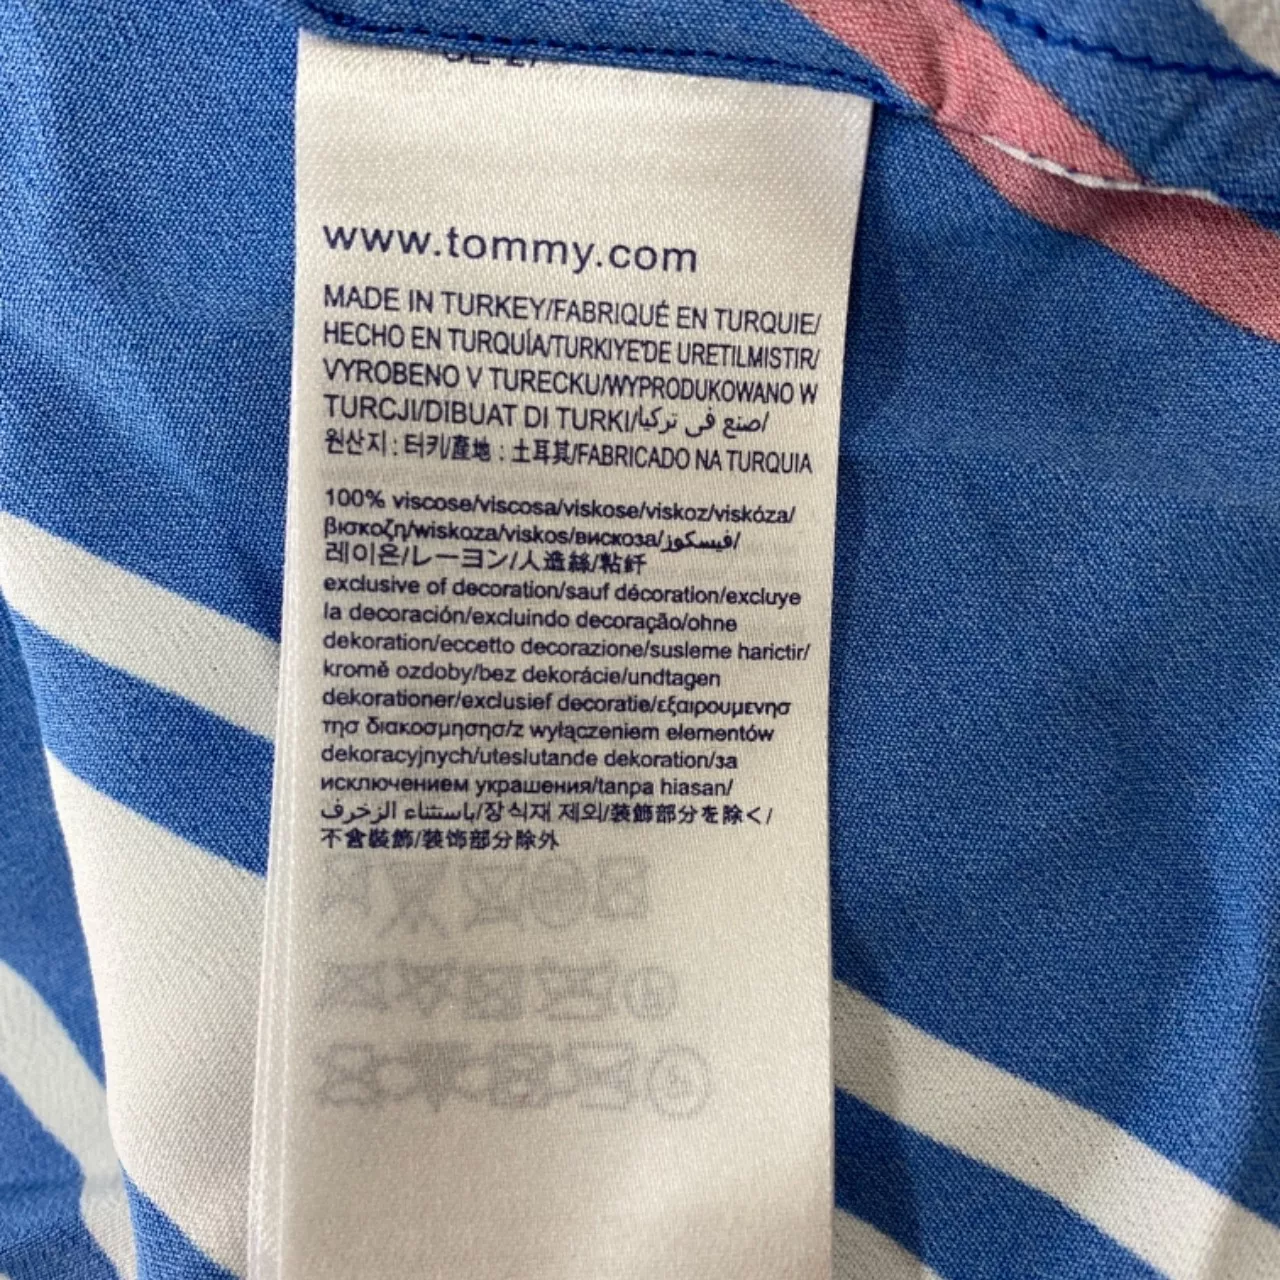 www.tommy.com
MADE IN TURKEY/FABRIQUÉ EN TURQUIE/
HECHO EN TURQUÍA/TURKIYE'DE URETILMISTIR/
VYROBENO V TURECKU/WYPRODUKOWANO W
TURCJI/DIBUAT DI TURKI/صنع في تركيا/
원산지 : 터키/產地 : 土耳其/FABRICADO NA TURQUIA
100% viscose/viscosa/viskose/viskoz/viskóza/
βισκοζη/wiskoza/viskos/вискоза/فيسكوز/
레이온/レーヨン/人造絲/粘釬
exclusive of decoration/sauf décoration/excluye
la decoración/excluindo decoração/ohne
dekoration/eccetto decorazione/susleme harictir/
kromě ozdoby/bez dekorácie/undtagen
dekorationer/exclusief decoratie/εξαιρουμενησ
τησ διακοσμησησ/z wyłączeniem elementów
dekoracyjnych/uteslutande dekoration/за
исключением украшения/tanpa hiasan/
باستثناء الزخرف/장식재 제외/装飾部分を除く/
不含裝飾/装饰部分除外